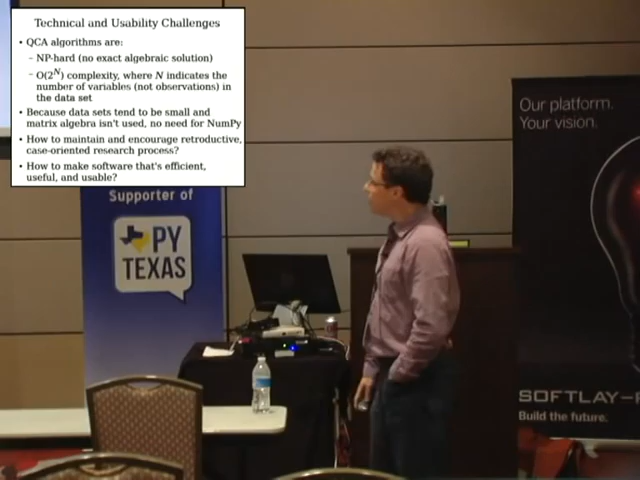 Technical and Usability Challenges
• QCA algorithms are:
– NP-hard (no exact algebraic solution)
– O(2^N) complexity, where N indicates the
number of variables (not observations) in
the data set
• Because data sets tend to be small and
matrix algebra isn't used, no need for NumPy
• How to maintain and encourage retroductive,
case-oriented research process?
• How to make software that's efficient,
useful, and usable?
Supporter of
PY
TEXAS
Our platform.
Your vision.
SOFTLAY
Build the future.